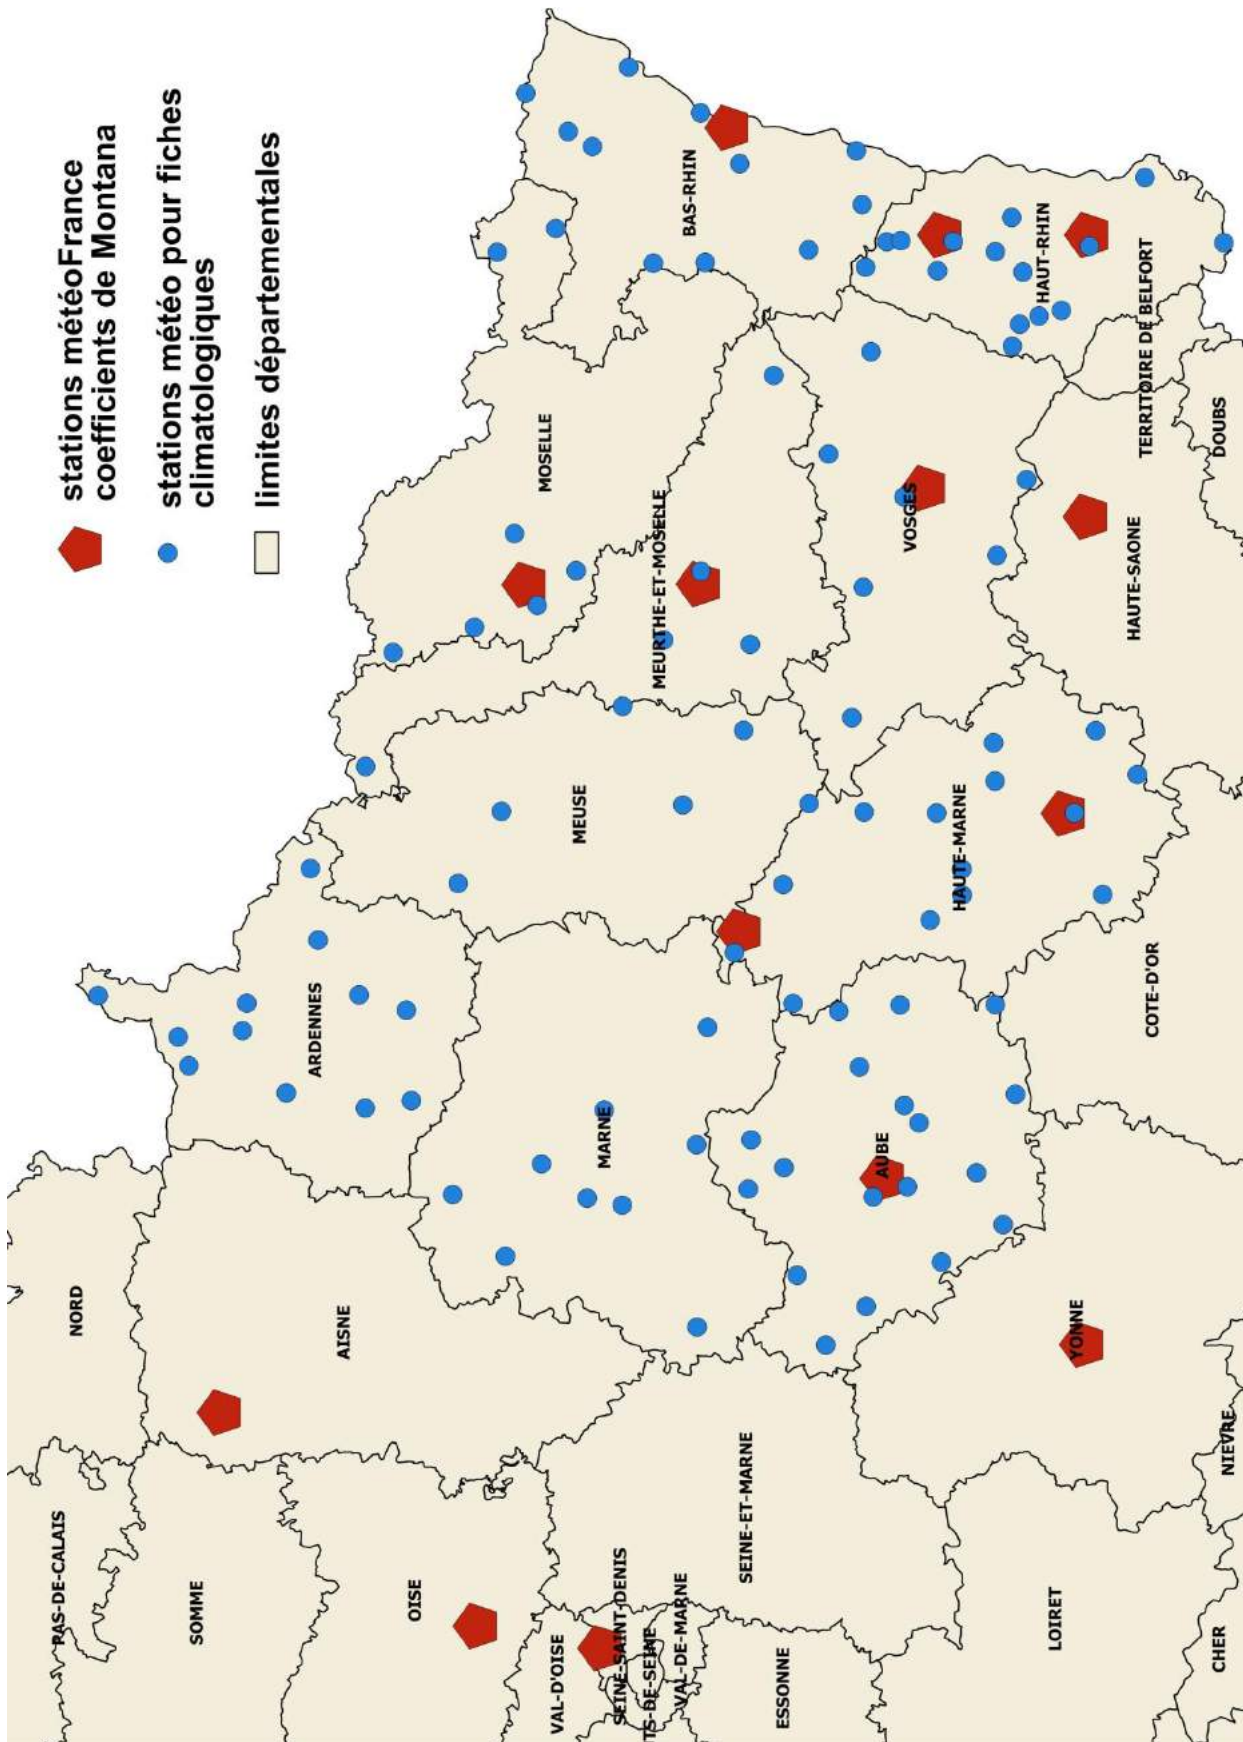 stations météoFrance
coefficients de Montana
stations météo pour fiches
climatologiques
limites départementales
PAS-DE-CALAIS
NORD
SOMME
AISNE
ARDENNES
OISE
MOSELLE
VAL-D'OISE
MARNE
MEUSE
SEINE-SAINT-DENIS
TS-DE-SEINE
VAL-DE-MARNE
MEURTHE-ET-MOSELLE
BAS-RHIN
SEINE-ET-MARNE
ESSONNE
AUBE
VOSGES
HAUTE-MARNE
HAUT-RHIN
LOIRET
YONNE
COTE-D'OR
HAUTE-SAONE
TERRITOIRE DE BELFORT
CHER
NIEVRE
DOUBS